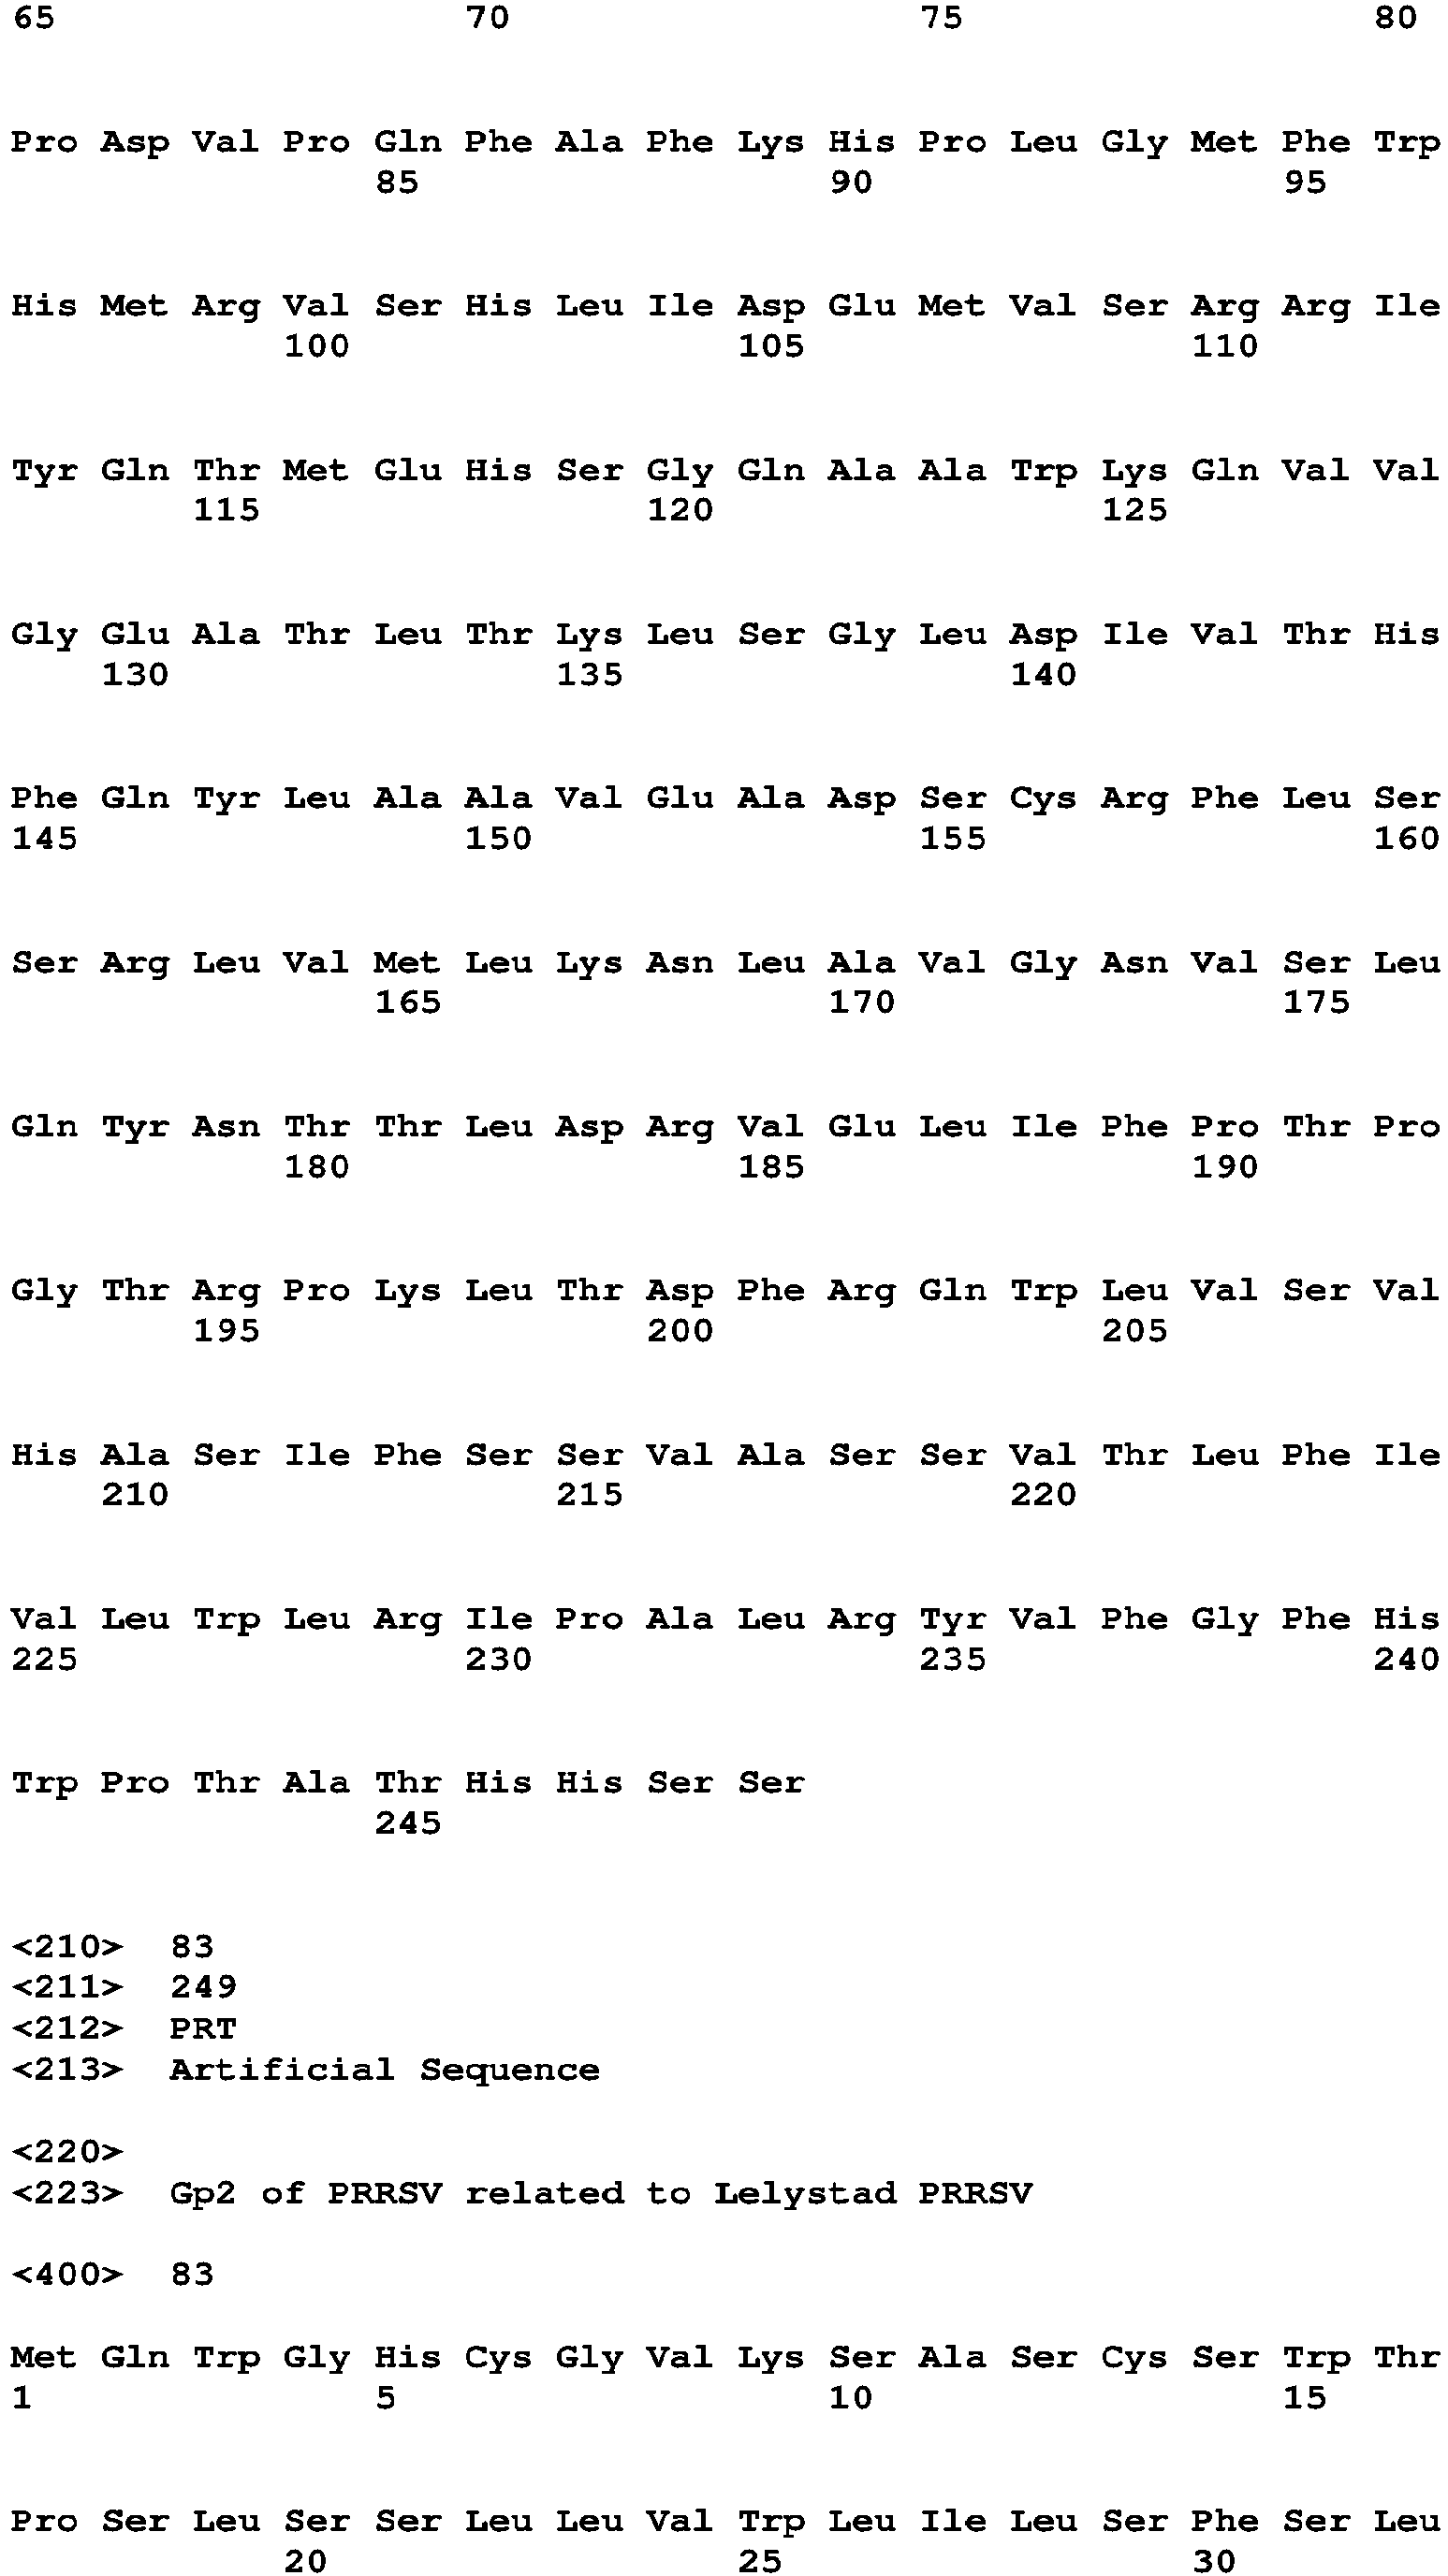 65 70 75 80
Pro Asp Val Pro Gln Phe Ala Phe Lys His Pro Leu Gly Met Phe Trp
85 90 95
His Met Arg Val Ser His Leu Ile Asp Glu Met Val Ser Arg Arg Ile
100 105 110
Tyr Gln Thr Met Glu His Ser Gly Gln Ala Ala Trp Lys Gln Val Val
115 120 125
Gly Glu Ala Thr Leu Thr Lys Leu Ser Gly Leu Asp Ile Val Thr His
130 135 140
Phe Gln Tyr Leu Ala Ala Val Glu Ala Asp Ser Cys Arg Phe Leu Ser
145 150 155 160
Ser Arg Leu Val Met Leu Lys Asn Leu Ala Val Gly Asn Val Ser Leu
165 170 175
Gln Tyr Asn Thr Thr Leu Asp Arg Val Glu Leu Ile Phe Pro Thr Pro
180 185 190
Gly Thr Arg Pro Lys Leu Thr Asp Phe Arg Gln Trp Leu Val Ser Val
195 200 205
His Ala Ser Ile Phe Ser Ser Val Ala Ser Ser Val Thr Leu Phe Ile
210 215 220
Val Leu Trp Leu Arg Ile Pro Ala Leu Arg Tyr Val Phe Gly Phe His
225 230 235 240
Trp Pro Thr Ala Thr His His Ser Ser
245
<210> 83
<211> 249
<212> PRT
<213> Artificial Sequence
<220>
<223> Gp2 of PRRSV related to Lelystad PRRSV
<400> 83
Met Gln Trp Gly His Cys Gly Val Lys Ser Ala Ser Cys Ser Trp Thr
1 5 10 15
Pro Ser Leu Ser Ser Leu Leu Val Trp Leu Ile Leu Ser Phe Ser Leu
20 25 30